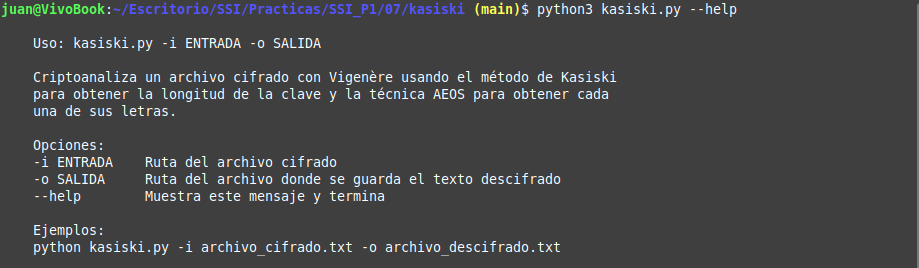 juan@VivoBook:~/Escritorio/SSI/Practicas/SSI_P1/07/kasiski (main)$ python3 kasiski.py --help
Uso: kasiski.py -i ENTRADA -o SALIDA
Criptoanaliza un archivo cifrado con Vigenère usando el método de Kasiski
para obtener la longitud de la clave y la técnica AEOS para obtener cada
una de sus letras.
Opciones:
-i ENTRADA    Ruta del archivo cifrado
-o SALIDA     Ruta del archivo donde se guarda el texto descifrado
--help        Muestra este mensaje y termina
Ejemplos:
python kasiski.py -i archivo_cifrado.txt -o archivo_descifrado.txt